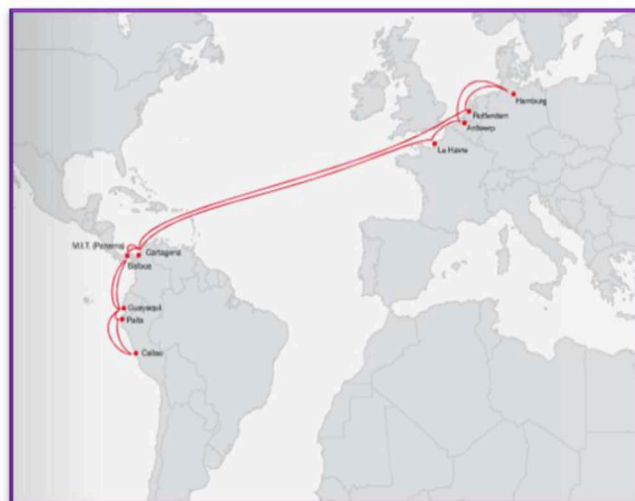 Hamburg
Rotterdam
Antwerp
Le Havre
M.I.T. (Panama)
Cartagena
Balboa
Guayaquil
Paita
Callao